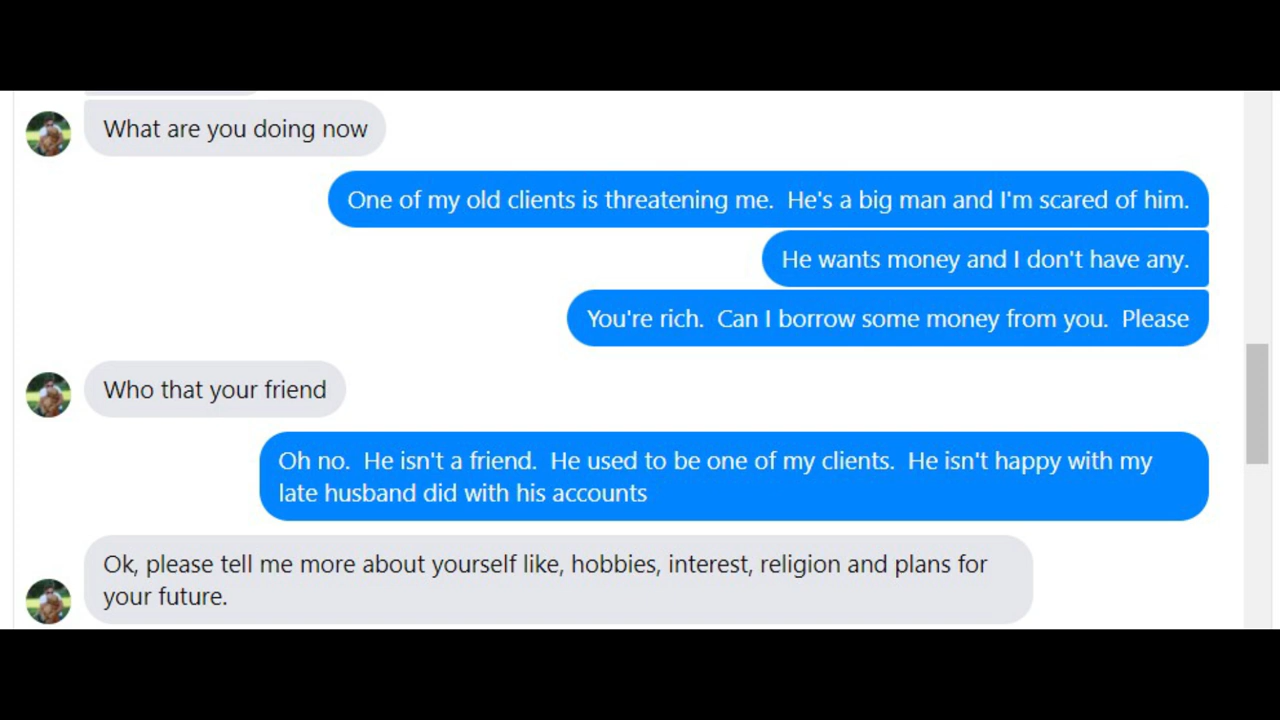 What are you doing now
One of my old clients is threatening me.  He's a big man and I'm scared of him.
He wants money and I don't have any.
You're rich.  Can I borrow some money from you.  Please
Who that your friend
Oh no.  He isn't a friend.  He used to be one of my clients.  He isn't happy with my
late husband did with his accounts
Ok, please tell me more about yourself like, hobbies, interest, religion and plans for
your future.